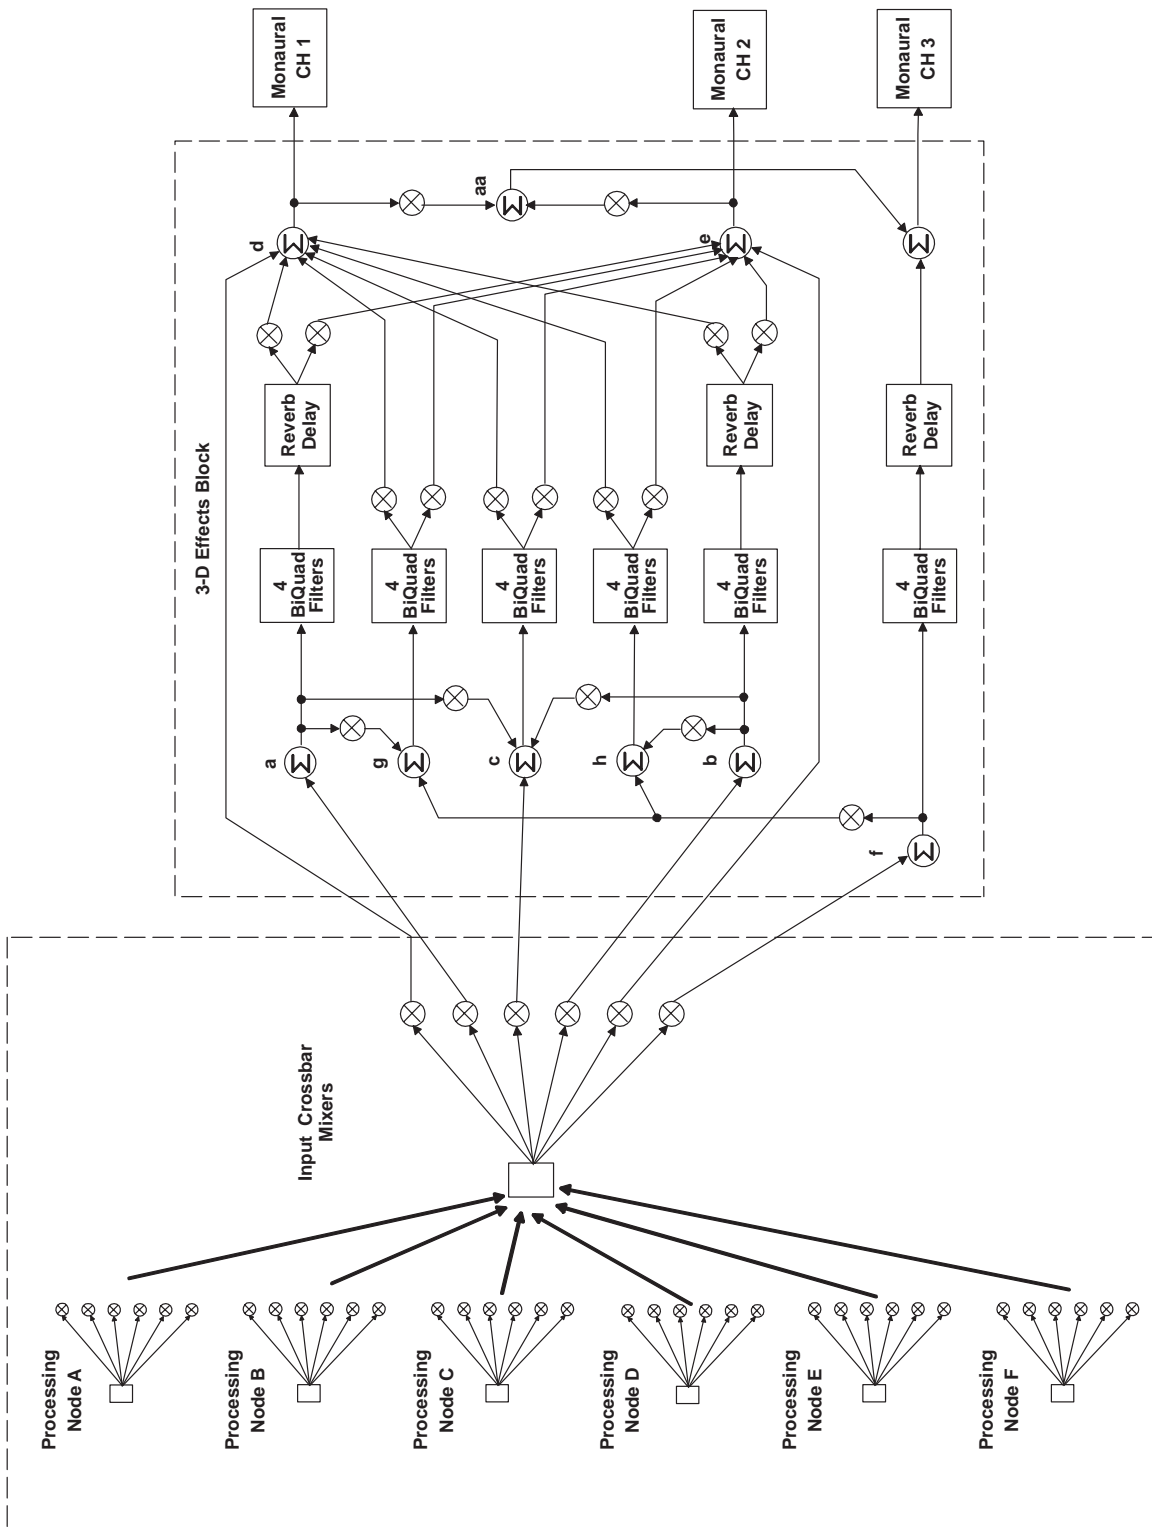 Processing
Node A
Processing
Node B
Processing
Node C
Processing
Node D
Processing
Node E
Processing
Node F
Input Crossbar
Mixers
3-D Effects Block
a
Σ
g
Σ
c
Σ
h
Σ
b
Σ
f
Σ
4
BiQuad
Filters
4
BiQuad
Filters
4
BiQuad
Filters
4
BiQuad
Filters
4
BiQuad
Filters
4
BiQuad
Filters
Reverb
Delay
Reverb
Delay
Reverb
Delay
d
Σ
e
Σ
Σ
aa
Σ
Monaural
CH 1
Monaural
CH 2
Monaural
CH 3